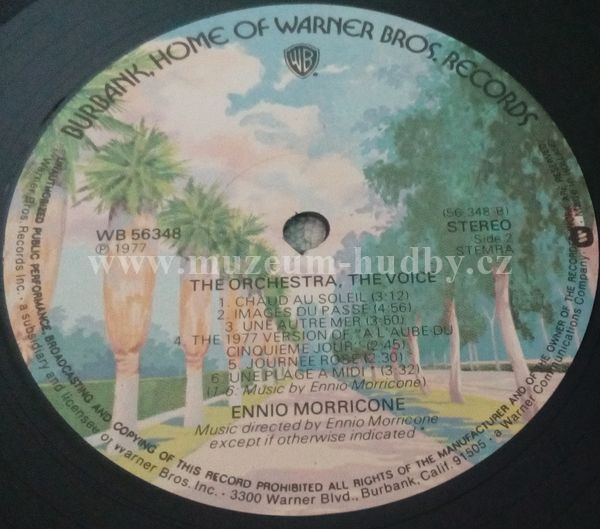 BURBANK, HOME OF WARNER BROS. RECORDS
WB
WB 56348
℗ 1977
(56 348 B)
STEREO
Side 2
STEMRA
www.muzeum-hudby.cz
THE ORCHESTRA, THE VOICE
1. CHAUD AU SOLEIL (3:12)
2. IMAGES DU PASSE (4:56)
3. UNE AUTRE MER (3:50)
4. THE 1977 VERSION OF "A L'AUBE DU
CINQUIEME JOUR" (2:45)
5. JOURNEE ROSE (2:30)
6. UNE PLAGE A MIDI (3:32)
(1-6: Music by Ennio Morricone)
ENNIO MORRICONE
Music directed by Ennio Morricone
except if otherwise indicated
PUBLIC PERFORMANCE BROADCASTING AND COPYING OF THIS RECORD PROHIBITED ALL RIGHTS OF THE MANUFACTURER AND OF THE OWNER OF THE RECORDED
Warner Bros. Records Inc. - a subsidiary and licensee of Warner Bros. Inc. - 3300 Warner Blvd., Burbank, Calif. 91505 - a Warner Communications Company